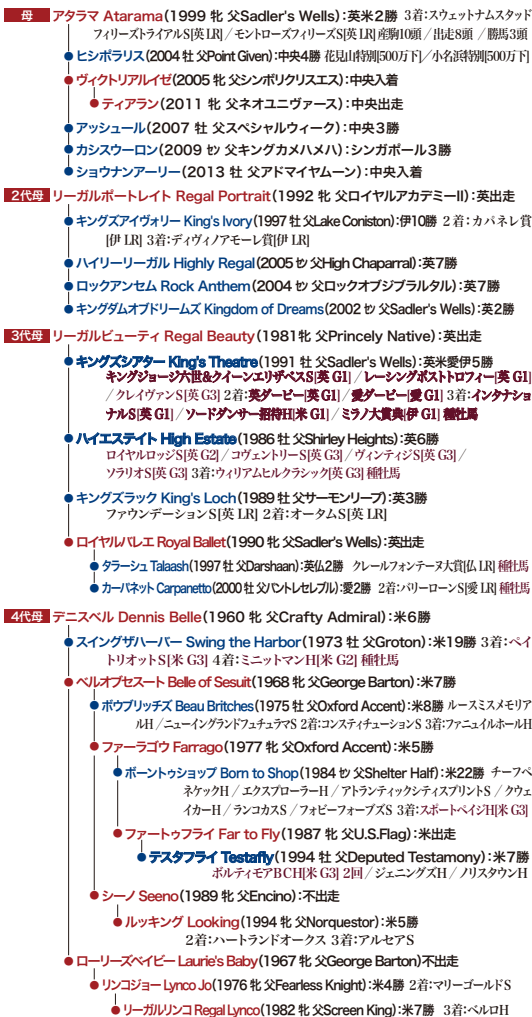 母 アタラマ Atarama(1999 牝 父Sadler's Wells):英米2勝 3着:スウェットナムスタッド
フィリーズトライアルS[英LR]/モントローズフィリーズS[英LR] 産駒10頭/出走8頭/勝馬3頭
●ヒシポラリス(2004 牡 父Point Given):中央4勝 花見山特別[500万下]/小名浜特別[500万下]
●ヴィクトリアルイゼ(2005 牝 父シンボリクリスエス):中央入着
●ティアラン(2011 牝 父ネオユニヴァース):中央出走
●アッシュール(2007 牡 父スペシャルウィーク):中央3勝
●カシスウーロン(2009 セン 父キングカメハメハ):シンガポール3勝
●ショウナンアーリー(2013 牡 父アドマイヤムーン):中央入着
2代母 リーガルポートレイト Regal Portrait(1992 牝 父ロイヤルアカデミーII):英出走
●キングズアイヴォリー King's Ivory(1997 牡 父Lake Coniston):伊10勝 2着:カパネレ賞
[伊 LR] 3着:ディヴィノアモーレ賞[伊 LR]
●ハイリーリーガル Highly Regal(2005 セン 父High Chaparral):英7勝
●ロックアンセム Rock Anthem(2004 セン 父ロックオブジブラルタル):英7勝
●キングダムオブドリームズ Kingdom of Dreams(2002 セン 父Sadler's Wells):英2勝
3代母 リーガルビューティ Regal Beauty(1981 牝 父Princely Native):英出走
●キングズシアター King's Theatre(1991 牡 父Sadler's Wells):英米愛伊5勝
キングジョージ六世&クイーンエリザベスS[英 G1]/レーシングポストトロフィー[英 G1]
/クレイヴァンS[英 G3] 2着:英ダービー[英 G1]/愛ダービー[愛 G1] 3着:インタナショ
ナルS[英 G1]/ソードダンサー招待H[米 G1]/ミラノ大賞典[伊 G1] 種牡馬
●ハイエステイト High Estate(1986 牡 父Shirley Heights):英6勝
ロイヤルロッジS[英 G2]/コヴェントリーS[英 G3]/ヴィンティジS[英 G3]/
ソラリオS[英 G3] 3着:ウィリアムヒルクラシック[英 G3] 種牡馬
●キングズラック King's Loch(1989 牡 父サーモンリープ):英3勝
ファウンデーションS[英 LR] 2着:オータムS[英 LR]
●ロイヤルバレエ Royal Ballet(1990 牝 父Sadler's Wells):英出走
●タラーシュ Talaash(1997 牡 父Darshaan):英仏2勝 クレールフォンテーヌ大賞[仏 LR] 種牡馬
●カーパネット Carpanetto(2000 牡 父パントレセレブル):愛2勝 2着:バリーローンS[愛 LR] 種牡馬
4代母 デニスベル Dennis Belle(1960 牝 父Crafty Admiral):米6勝
●スイングザハーバー Swing the Harbor(1973 牡 父Groton):米19勝 3着:ペイ
トリオットS[米 G3] 4着:ミニットマンH[米 G2] 種牡馬
●ベルオブセスート Belle of Sesuit(1968 牝 父George Barton):米7勝
●ボウブリッチズ Beau Britches(1975 牡 父Oxford Accent):米8勝 ルースミスメモリア
ルH/ニューイングランドフュチュラマS 2着:コンスティチューションS 3着:ファニュイルホールH
●ファーラゴウ Farrago(1977 牝 父Oxford Accent):米5勝
●ボーントゥショップ Born to Shop(1984 セン 父Shelter Half):米22勝 チーフペ
ネケックH/エクスプローラーH/アトランティックシティスプリントS/クウェ
イカーH/ランコカスS/フォビーフォーブズS 3着:スポートペイジH[米 G3]
●ファートゥフライ Far to Fly(1987 牝 父U.S.Flag):米出走
●テスタフライ Testafly(1994 牡 父Deputed Testamony):米7勝
ボルティモアBCH[米 G3] 2回/ジェニングズH/ノリスタウンH
●シーノ Seeno(1989 牝 父Encino):不出走
●ルッキング Looking(1994 牝 父Norquestor):米5勝
2着:ハートランドオークス 3着:アルセアS
●ローリーズベイビー Laurie's Baby(1967 牝 父George Barton)不出走
●リンコジョー Lynco Jo(1976 牝 父Fearless Knight):米4勝 2着:マリーゴールドS
●リーガルリンコ Regal Lynco(1982 牝 父Screen King):米7勝 3着:ベルロH